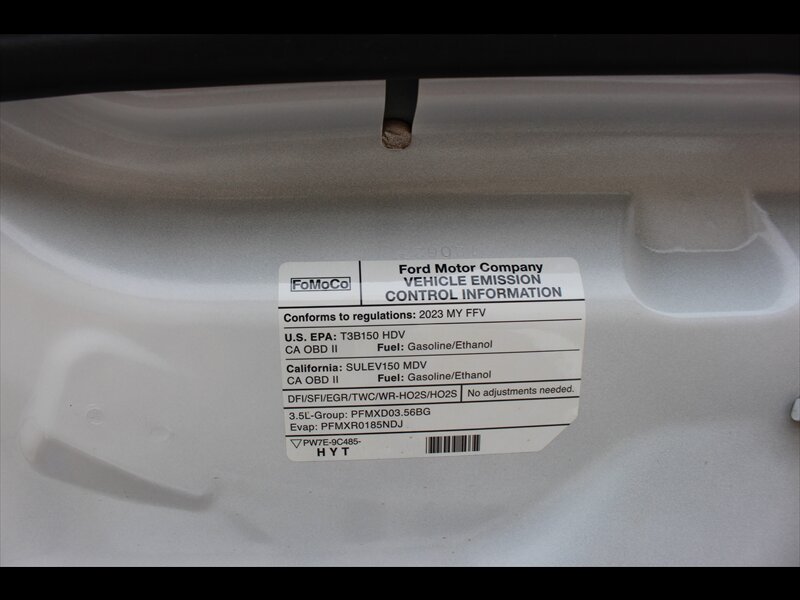 FoMoCo
Ford Motor Company
VEHICLE EMISSION
CONTROL INFORMATION
Conforms to regulations: 2023 MY FFV
U.S. EPA: T3B150 HDV
CA OBD II Fuel: Gasoline/Ethanol
California: SULEV150 MDV
CA OBD II Fuel: Gasoline/Ethanol
DFI/SFI/EGR/TWC/WR-HO2S/HO2S No adjustments needed.
3.5L-Group: PFMXD03.56BG
Evap: PFMXR0185NDJ
PW7E-9C485-
HYT